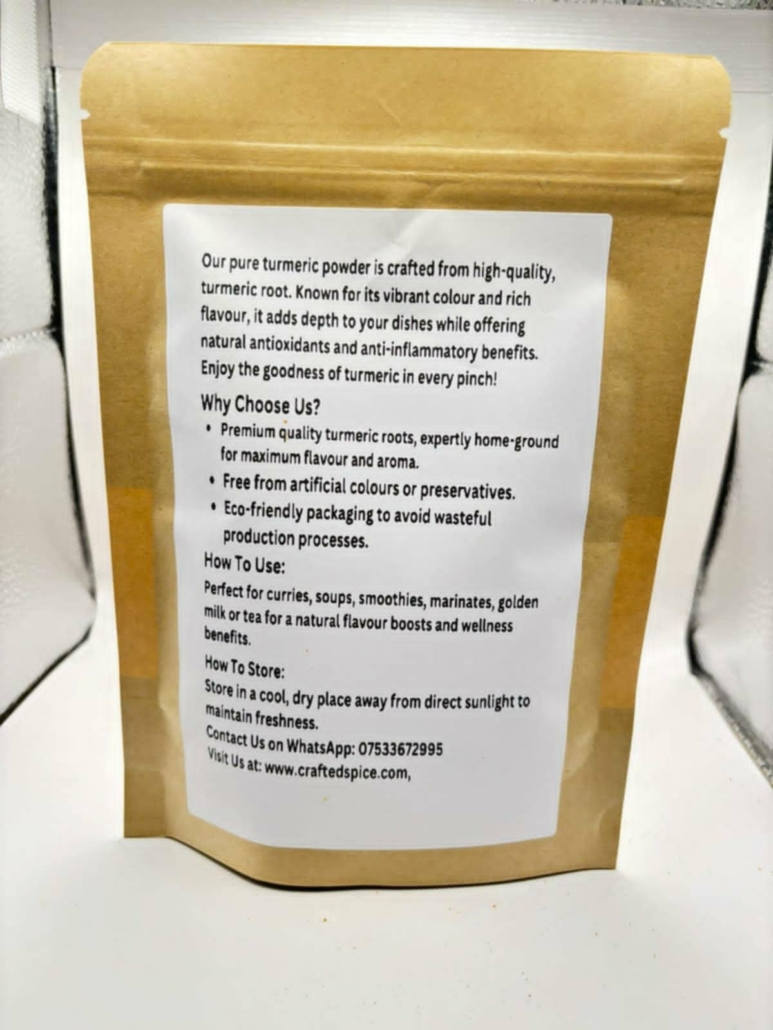 Our pure turmeric powder is crafted from high-quality,
turmeric root. Known for its vibrant colour and rich
flavour, it adds depth to your dishes while offering
natural antioxidants and anti-inflammatory benefits.
Enjoy the goodness of turmeric in every pinch!
Why Choose Us?
• Premium quality turmeric roots, expertly home-ground
for maximum flavour and aroma.
• Free from artificial colours or preservatives.
• Eco-friendly packaging to avoid wasteful
production processes.
How To Use:
Perfect for curries, soups, smoothies, marinates, golden
milk or tea for a natural flavour boosts and wellness
benefits.
How To Store:
Store in a cool, dry place away from direct sunlight to
maintain freshness.
Contact Us on WhatsApp: 07533672995
Visit Us at: www.craftedspice.com,